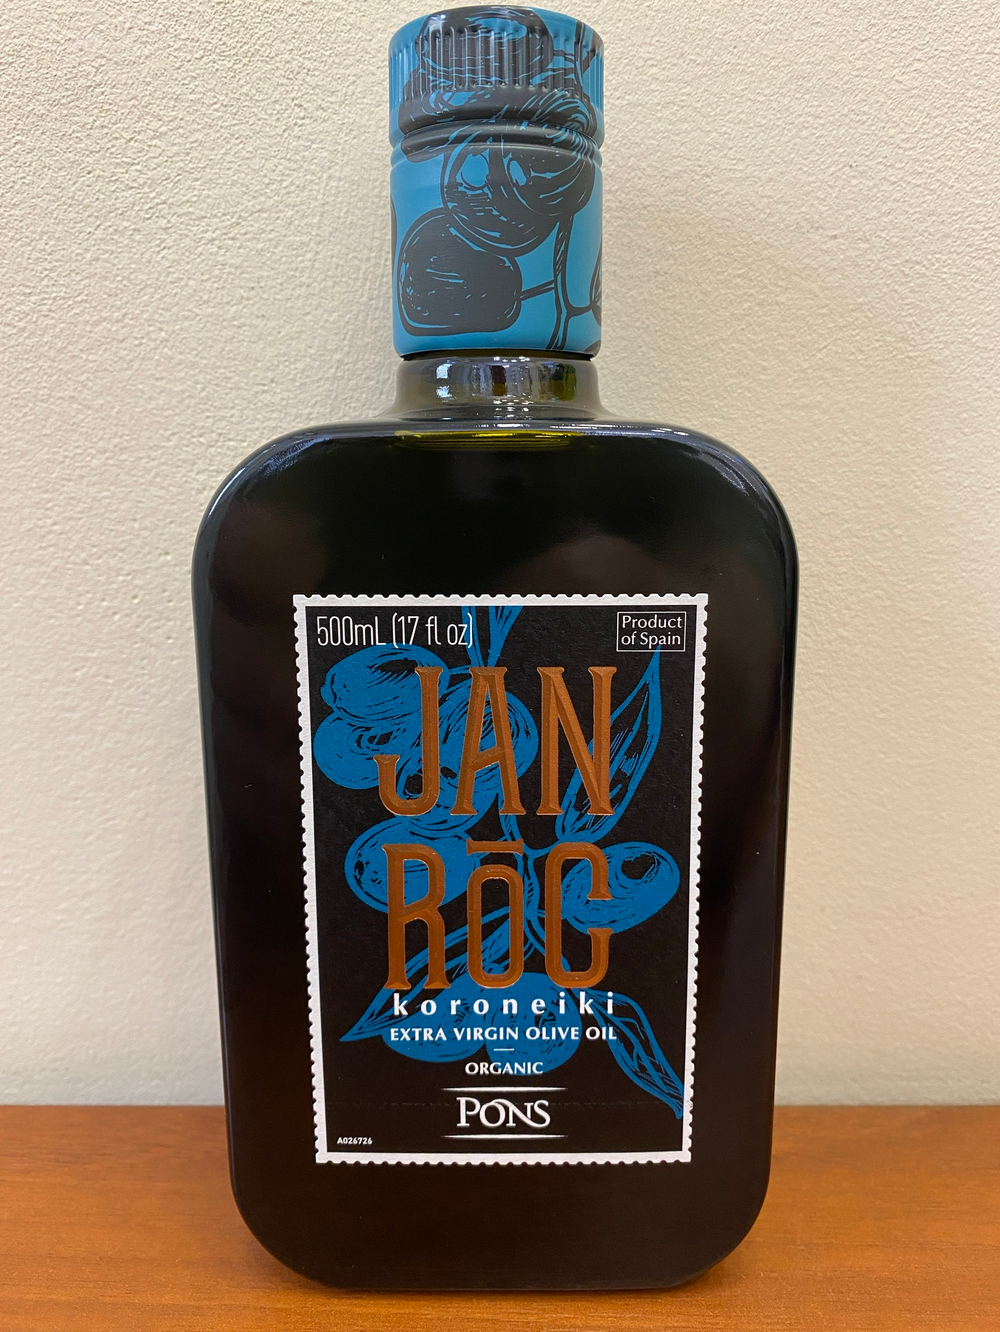 500mL (17 fl oz)
Product
of Spain
JAN
RŌC
koroneiki
EXTRA VIRGIN OLIVE OIL
ORGANIC
PONS
A026726